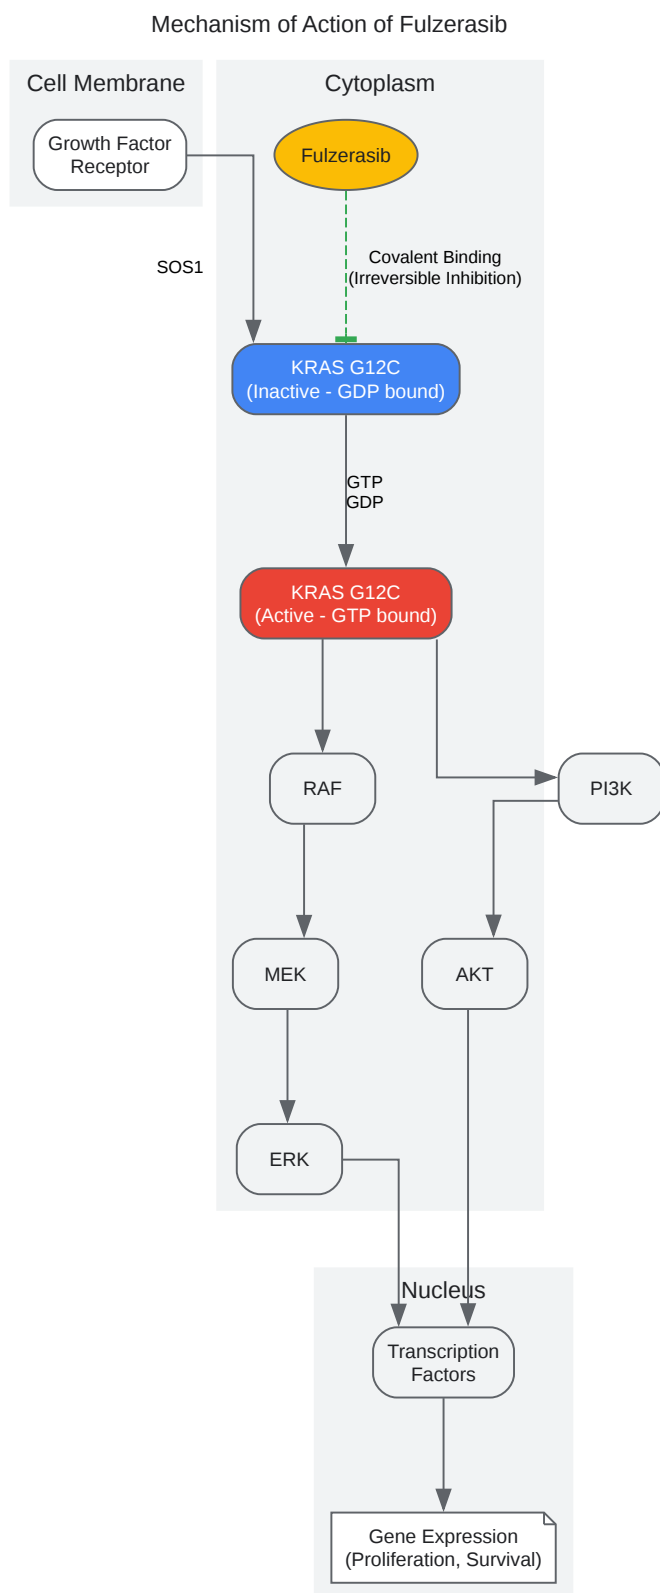 Mechanism of Action of Fulzerasib
Cell Membrane
Cytoplasm
Growth Factor
Receptor
Fulzerasib
SOS1
Covalent Binding
(Irreversible Inhibition)
KRAS G12C
(Inactive - GDP bound)
GTP
GDP
KRAS G12C
(Active - GTP bound)
RAF
PI3K
MEK
AKT
ERK
Nucleus
Transcription
Factors
Gene Expression
(Proliferation, Survival)